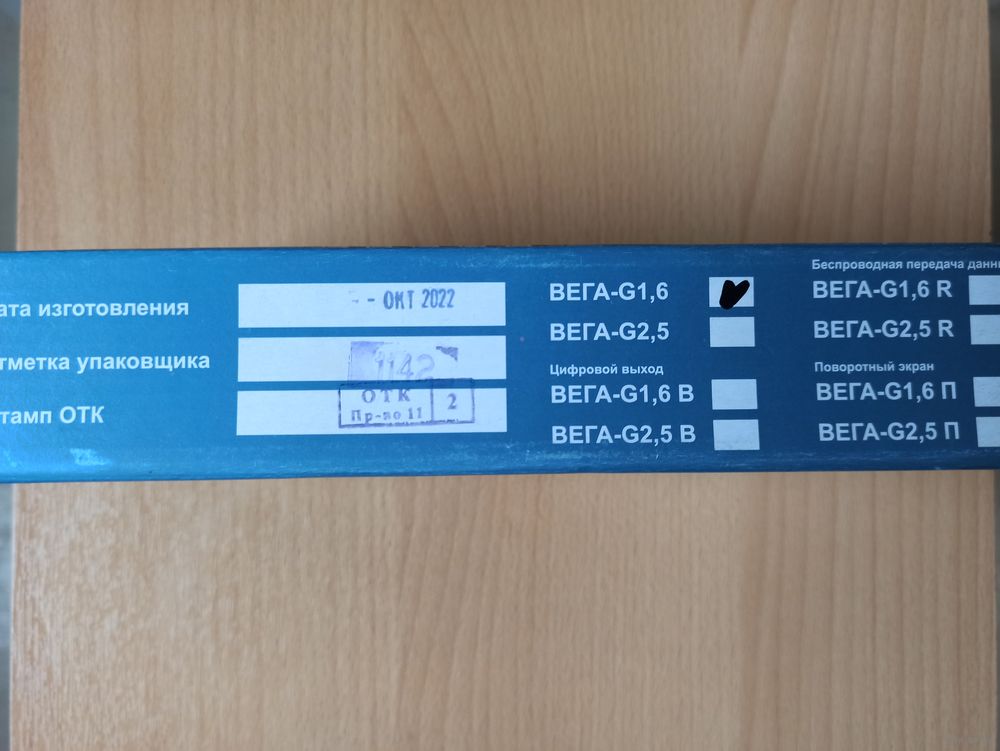 ата изготовления
- - ОКТ 2022
тметка упаковщика
1142
тамп ОТК
ОТК
Пр-во 11
2
ВЕГА-G1,6
ВЕГА-G2,5
Цифровой выход
ВЕГА-G1,6 В
ВЕГА-G2,5 В
Беспроводная передача данны
ВЕГА-G1,6 R
ВЕГА-G2,5 R
Поворотный экран
ВЕГА-G1,6 П
ВЕГА-G2,5 П